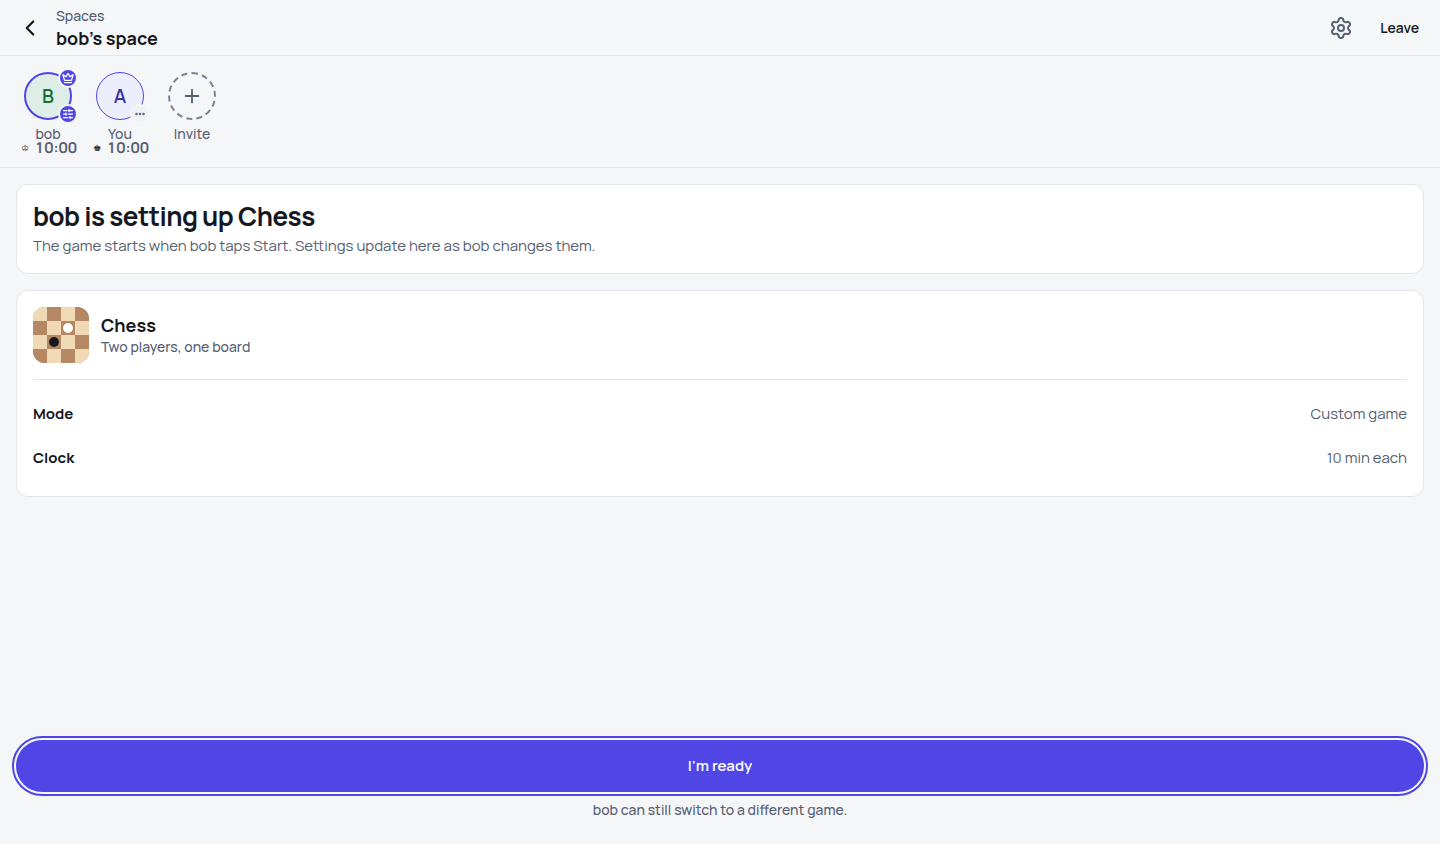 Spaces
bob's space
Leave
B
A
bob
You
Invite
10:00
10:00
bob is setting up Chess
The game starts when bob taps Start. Settings update here as bob changes them.
Chess
Two players, one board
Mode
Custom game
Clock
10 min each
I'm ready
bob can still switch to a different game.